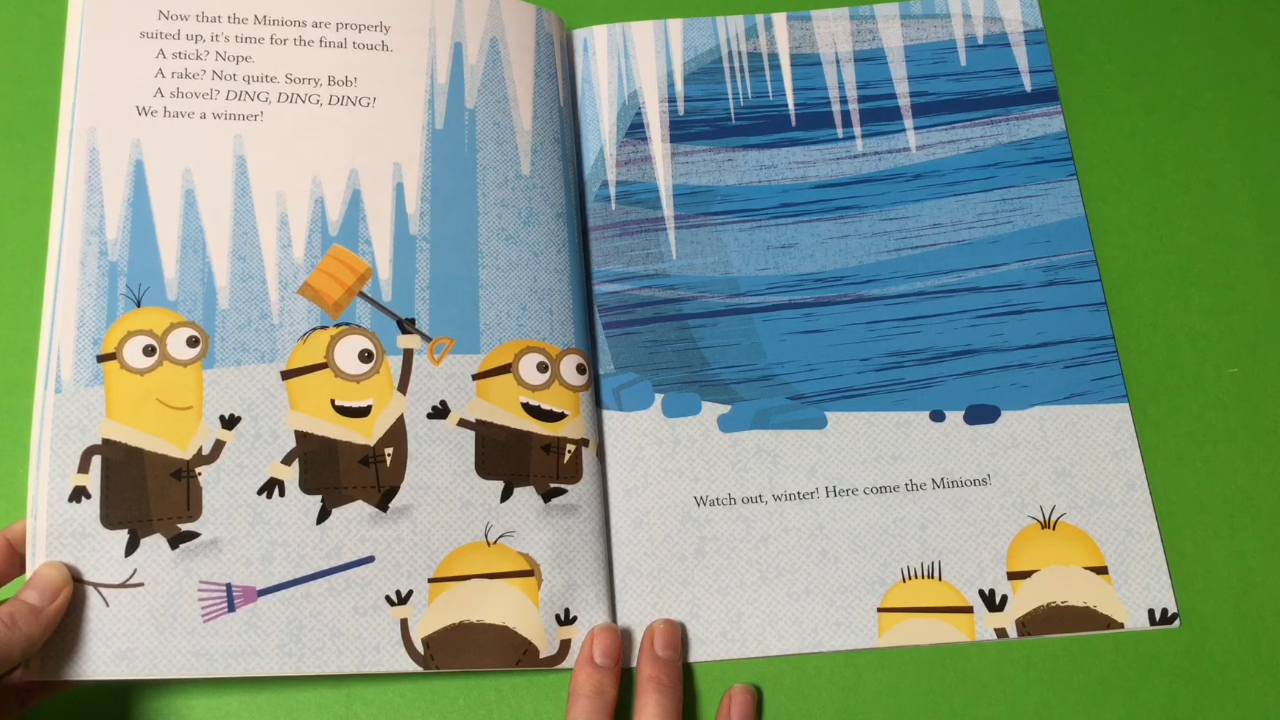 Now that the Minions are properly
suited up, it's time for the final touch.
A stick? Nope.
A rake? Not quite. Sorry, Bob!
A shovel? DING, DING, DING!
We have a winner!
Watch out, winter! Here come the Minions!